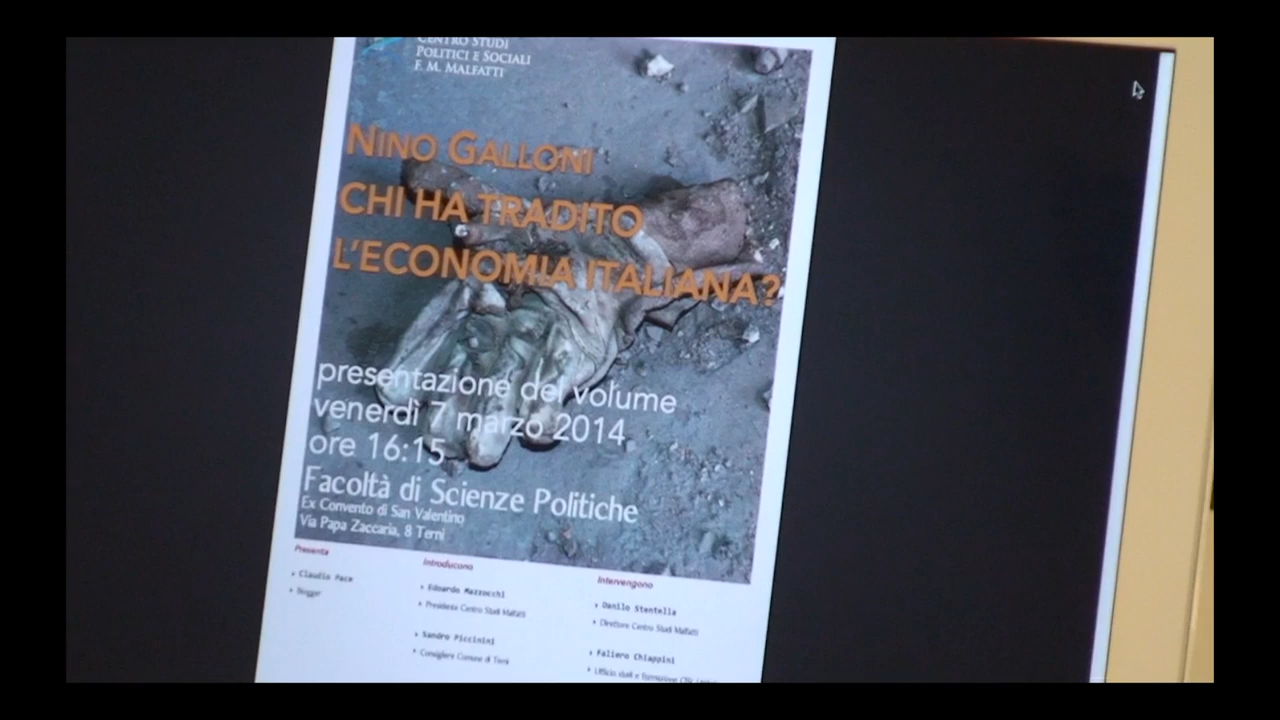 CENTRO STUDI
POLITICI E SOCIALI
F. M. MALFATTI
NINO GALLONI
CHI HA TRADITO
L'ECONOMIA ITALIANA?
presentazione del volume
venerdì 7 marzo 2014
ore 16:15
Facoltà di Scienze Politiche
Ex Convento di San Valentino
Via Papa Zaccaria, 8 Terni
Presenta
Claudio Pace
Blogger
Introducono
Edoardo Mazzocchi
Presidente Centro Studi Malfatti
Sandro Piccinini
Consigliere Comune di Terni
Intervengono
Danilo Stentella
Direttore Centro Studi Malfatti
Faliero Chiappini
Ufficio studi e formazione